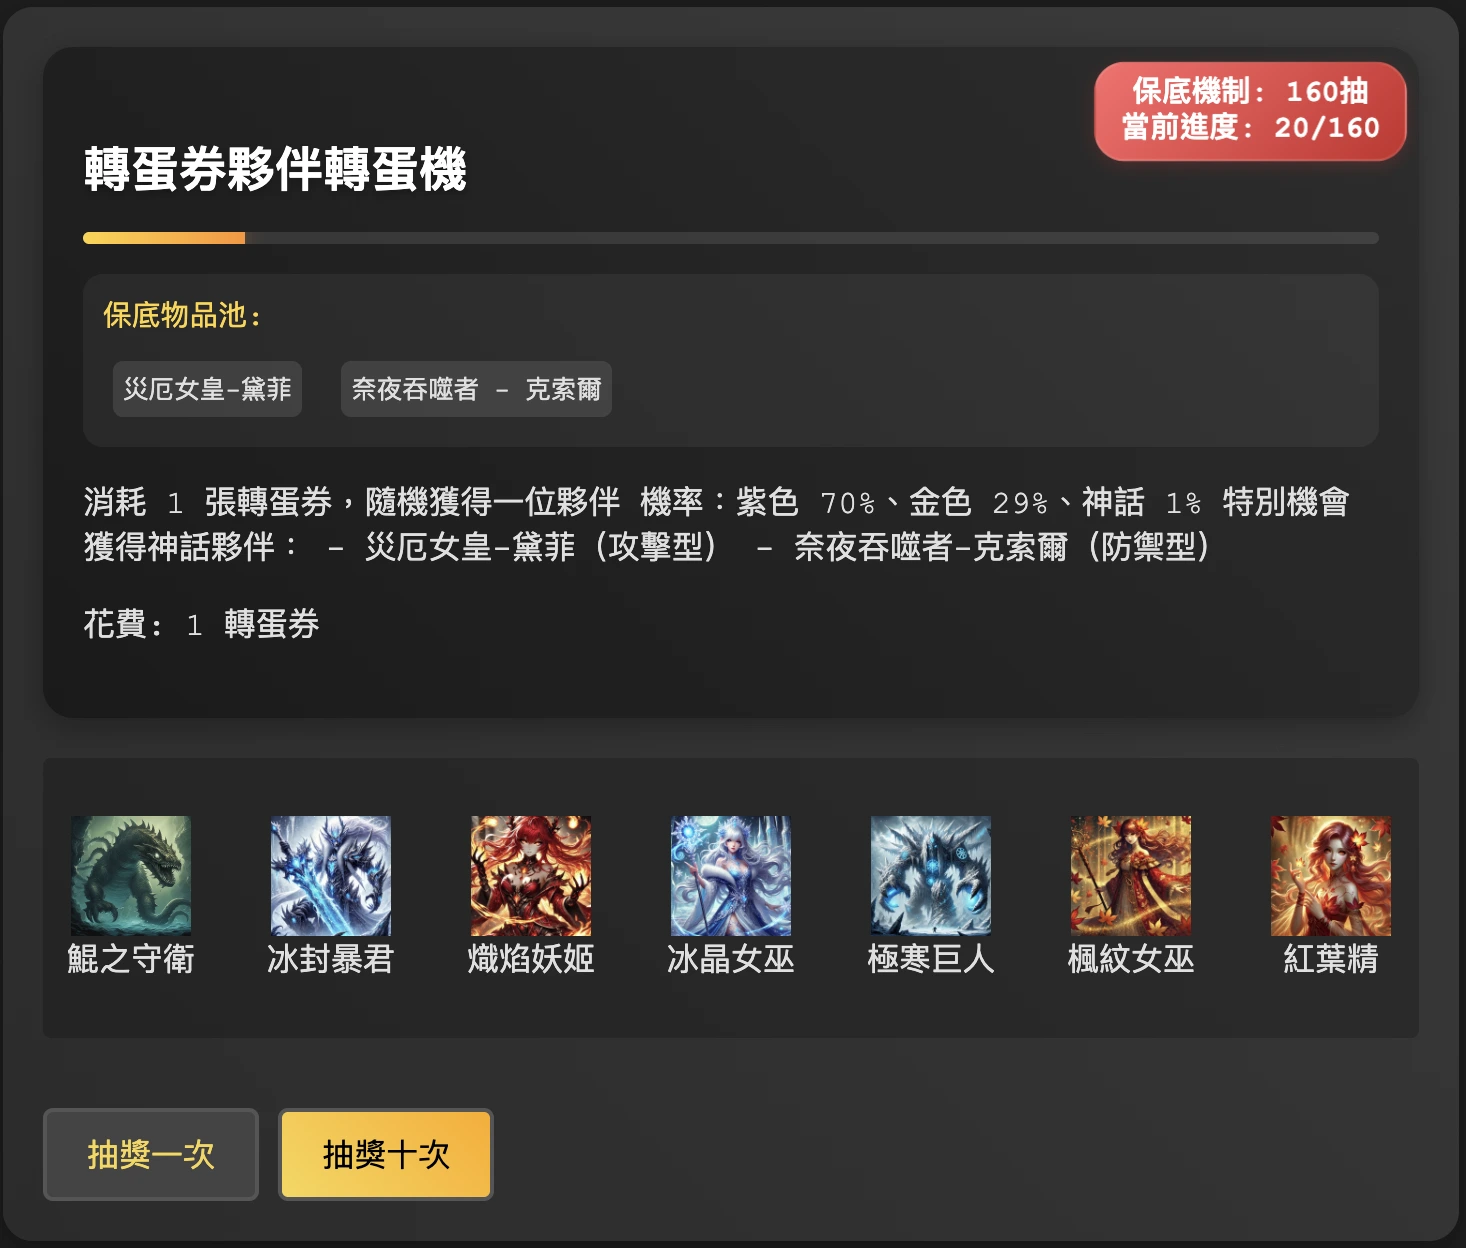 保底機制: 160抽
當前進度: 20/160
轉蛋券夥伴轉蛋機
保底物品池:
災厄女皇-黛菲
奈夜吞噬者 - 克索爾
消耗 1 張轉蛋券，隨機獲得一位夥伴 機率：紫色 70%、金色 29%、神話 1% 特別機會
獲得神話夥伴： - 災厄女皇-黛菲（攻擊型） - 奈夜吞噬者-克索爾（防禦型）
花費: 1 轉蛋券
鯤之守衛
冰封暴君
熾焰妖姬
冰晶女巫
極寒巨人
楓紋女巫
紅葉精
抽獎一次
抽獎十次